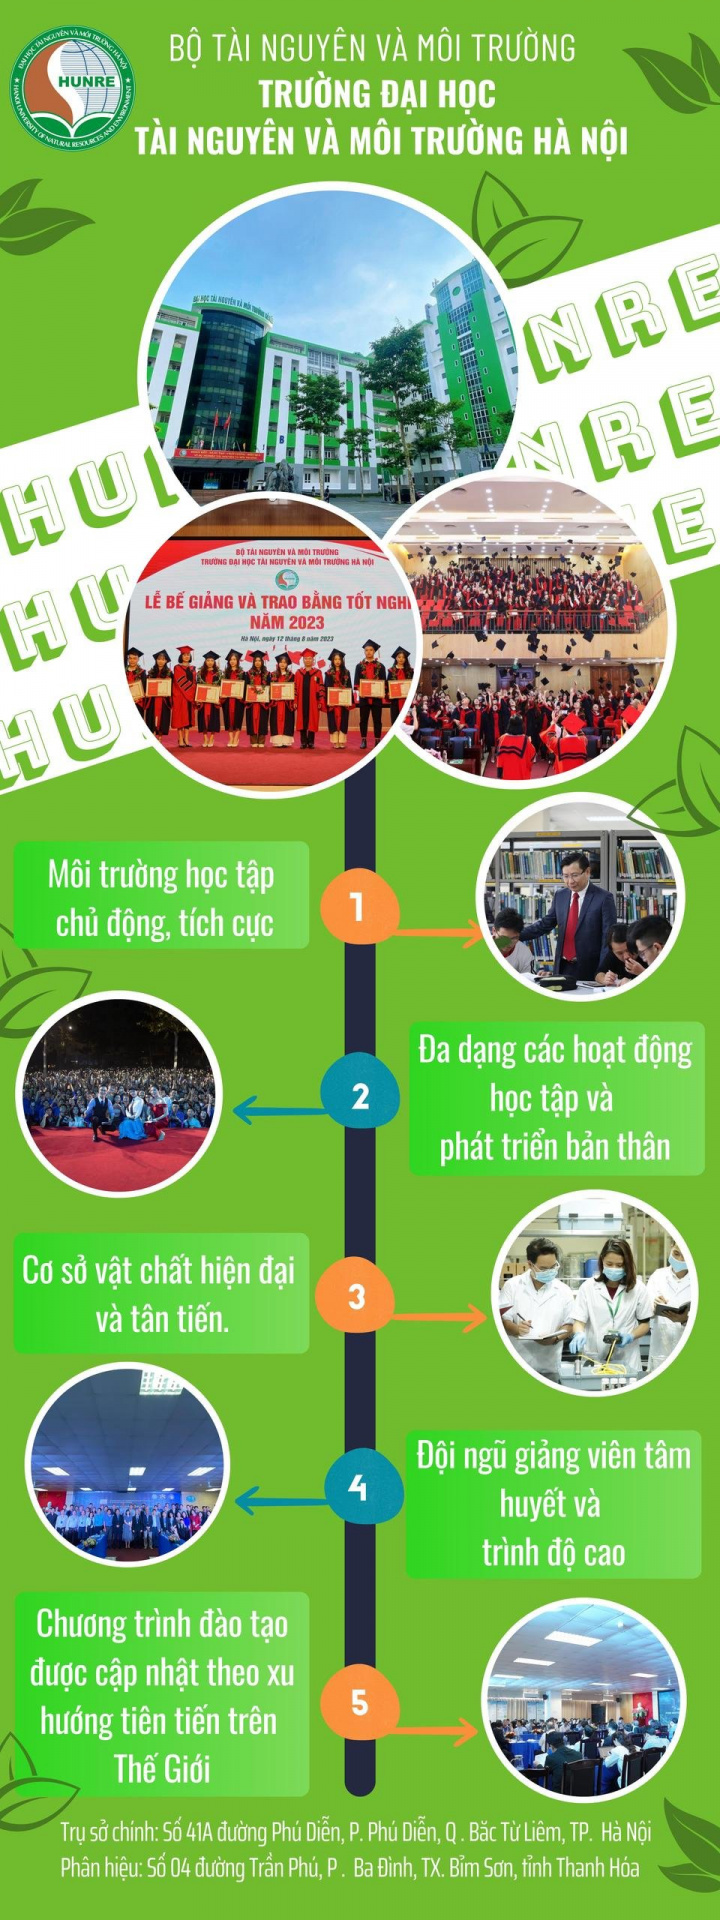 BỘ TÀI NGUYÊN VÀ MÔI TRƯỜNG
TRƯỜNG ĐẠI HỌC
TÀI NGUYÊN VÀ MÔI TRƯỜNG HÀ NỘI
ĐẠI HỌC TÀI NGUYÊN VÀ MÔI TRƯỜNG HÀ NỘI
HUNRE
HANOI UNIVERSITY OF NATURAL RESOURCES AND ENVIRONMENT
ĐẠI HỌC TÀI NGUYÊN VÀ MÔI TRƯỜNG
B
NRE
NRE
E
HU
HU
HU
BỘ TÀI NGUYÊN VÀ MÔI TRƯỜNG
TRƯỜNG ĐẠI HỌC TÀI NGUYÊN VÀ MÔI TRƯỜNG HÀ NỘI
LỄ BẾ GIẢNG VÀ TRAO BẰNG TỐT NGHI
NĂM 2023
Hà Nội, ngày 12 tháng 8 năm 2023
Môi trường học tập
chủ động, tích cực
1
2
Đa dạng các hoạt động
học tập và
phát triển bản thân
Cơ sở vật chất hiện đại
và tân tiến.
3
4
Đội ngũ giảng viên tâm
huyết và
trình độ cao
Chương trình đào tạo
được cập nhật theo xu
hướng tiên tiến trên
Thế Giới
5
Trụ sở chính: Số 41A đường Phú Diễn, P. Phú Diễn, Q . Băc Từ Liêm, TP. Hà Nội
Phân hiệu: Số 04 đường Trần Phú, P . Ba Đình, TX. Bỉm Sơn, tỉnh Thanh Hóa